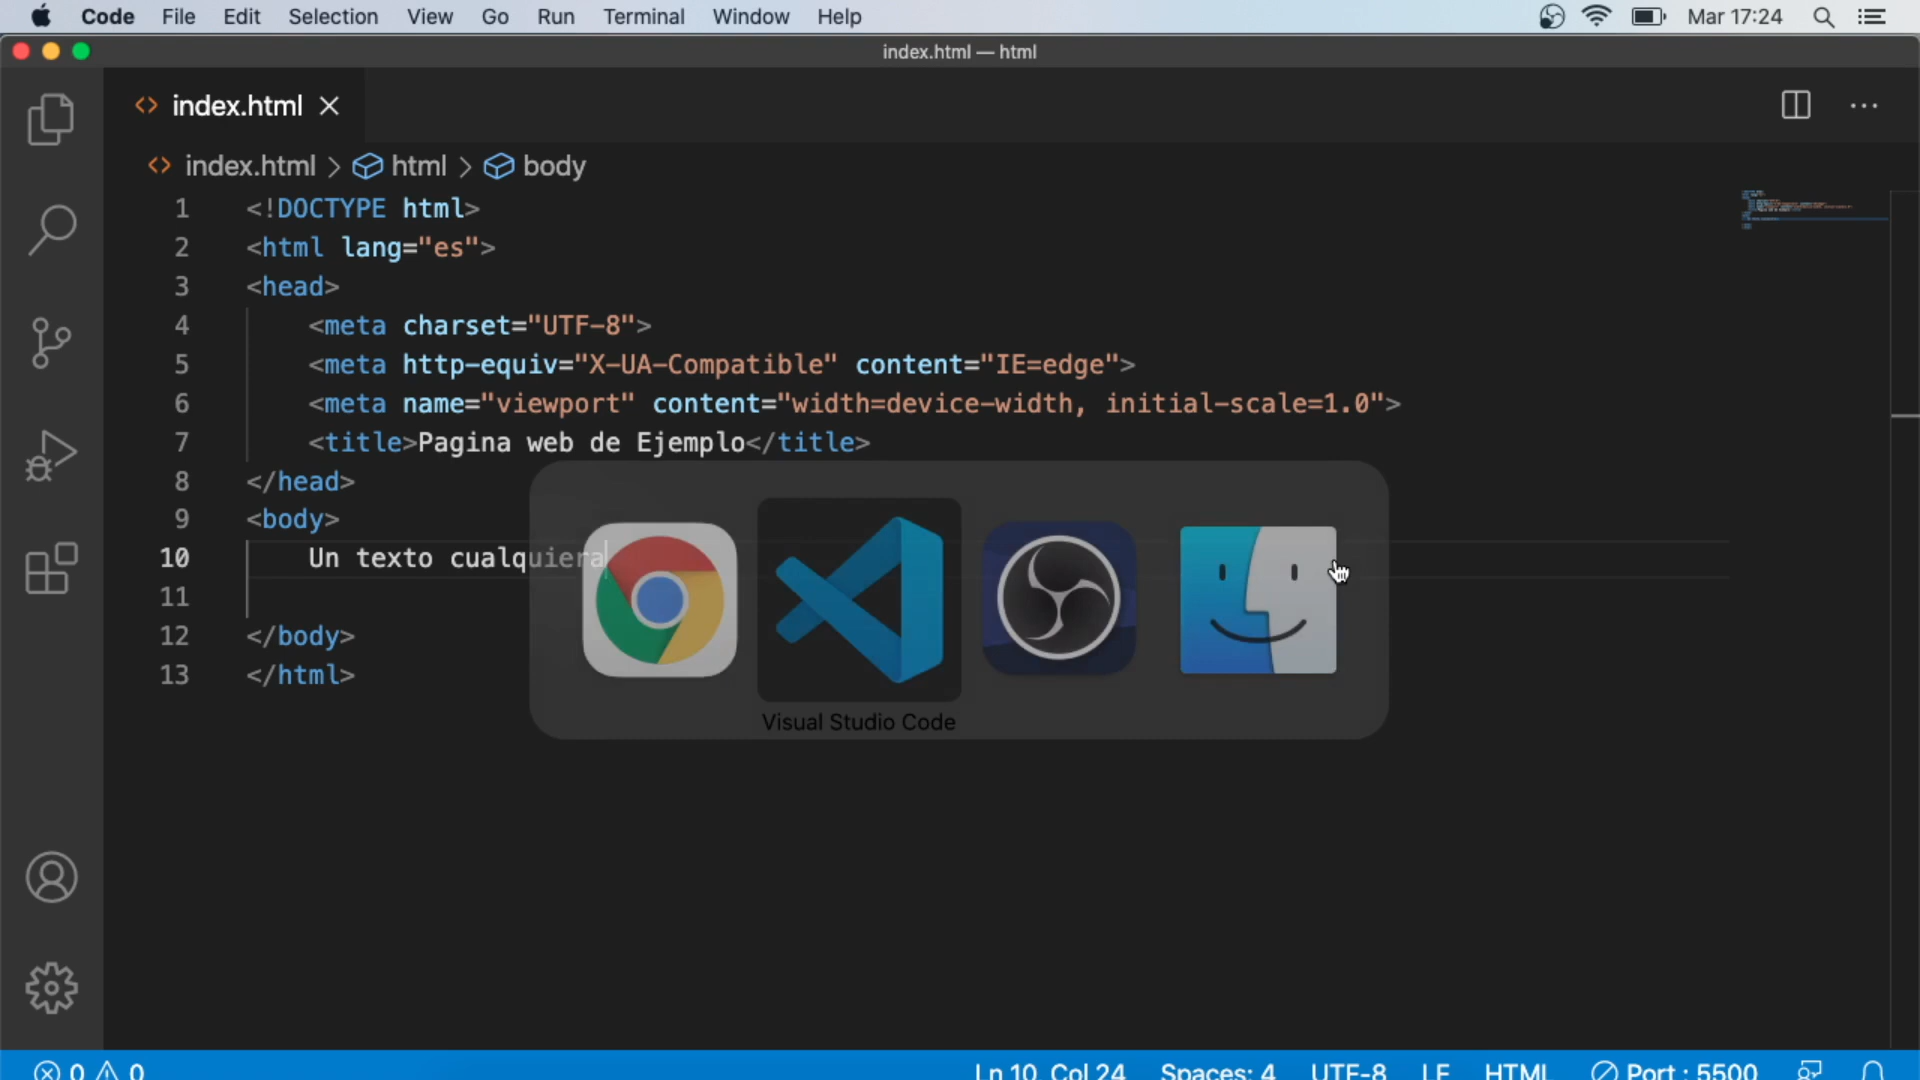 Code File Edit Selection View Go Run Terminal Window Help Mar 17:24
index.html — html
<> index.html ×
<> index.html > html > body
1 <!DOCTYPE html>
2 <html lang="es">
3 <head>
4 <meta charset="UTF-8">
5 <meta http-equiv="X-UA-Compatible" content="IE=edge">
6 <meta name="viewport" content="width=device-width, initial-scale=1.0">
7 <title>Pagina web de Ejemplo</title>
8 </head>
9 <body>
10 Un texto cualquiera
11
12 </body>
13 </html>
Visual Studio Code
0 0 Ln 10, Col 24 Spaces: 4 UTF-8 LF HTML Port : 5500